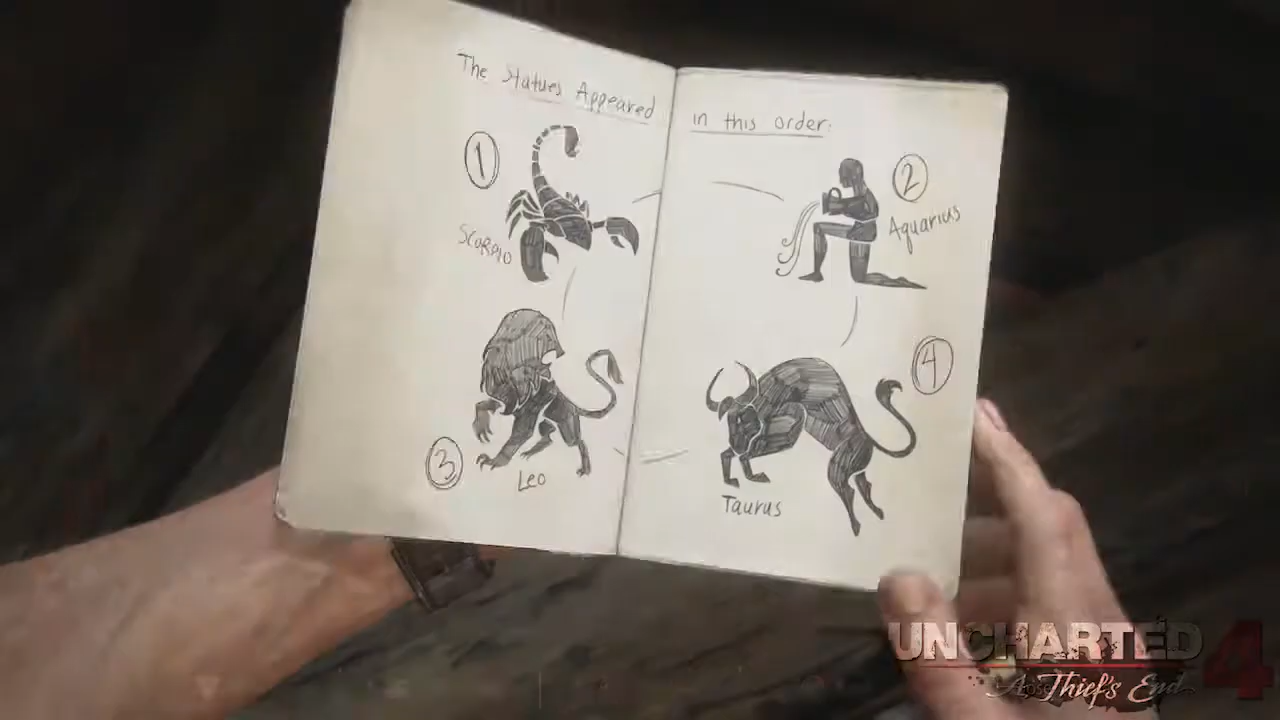 The Statues Appeared in this order:
1
Scorpio
2
Aquarius
3
Leo
4
Taurus
UNCHARTED 4
A Thief's End